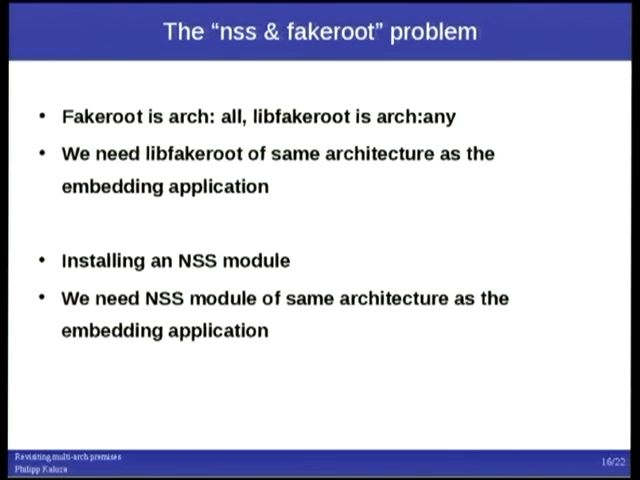 The “nss & fakeroot” problem
• Fakeroot is arch: all, libfakeroot is arch:any
• We need libfakeroot of same architecture as the
embedding application
• Installing an NSS module
• We need NSS module of same architecture as the
embedding application
Revisiting multi-arch premises
Philipp Kaluza
16/22